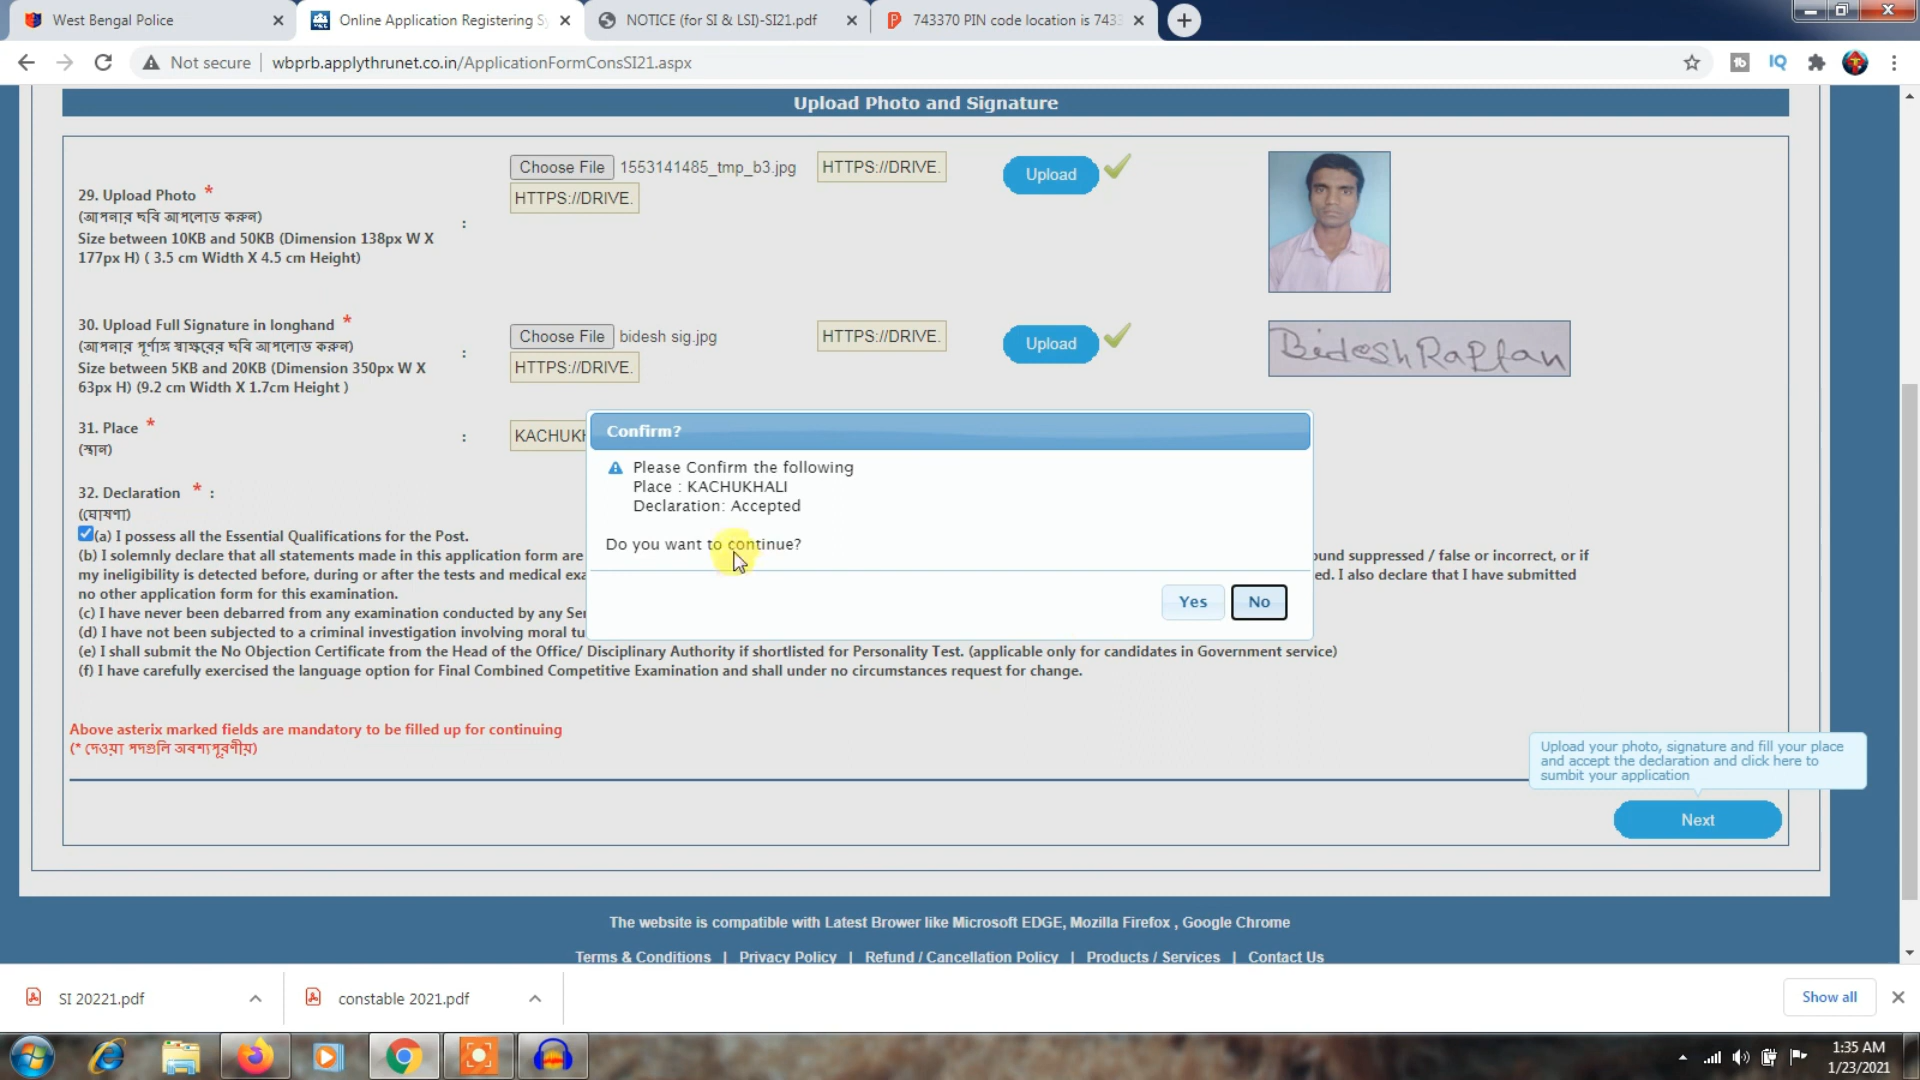 West Bengal Police
Online Application Registering Sy
NOTICE (for SI & LSI)-SI21.pdf
743370 PIN code location is 7433
Not secure | wbprb.applythrunet.co.in/ApplicationFormConsSI21.aspx
Upload Photo and Signature
29. Upload Photo *
(আপনার ছবি আপলোড করুন)
Size between 10KB and 50KB (Dimension 138px W X
177px H) ( 3.5 cm Width X 4.5 cm Height)
:
Choose File 1553141485_tmp_b3.jpg
HTTPS://DRIVE.
HTTPS://DRIVE.
Upload
30. Upload Full Signature in longhand *
(আপনার পূর্ণাঙ্গ স্বাক্ষরের ছবি আপলোড করুন)
Size between 5KB and 20KB (Dimension 350px W X
63px H) (9.2 cm Width X 1.7cm Height )
:
Choose File bidesh sig.jpg
HTTPS://DRIVE.
HTTPS://DRIVE.
Upload
Bidesh
31. Place *
(স্থান)
:
KACHUKH
Confirm?
Please Confirm the following
Place : KACHUKHALI
Declaration: Accepted
Do you want to continue?
Yes
No
32. Declaration * :
(ঘোষণা)
(a) I possess all the Essential Qualifications for the Post.
(b) I solemnly declare that all statements made in this application form are und suppressed / false or incorrect, or if
my ineligibility is detected before, during or after the tests and medical exa ed. I also declare that I have submitted
no other application form for this examination.
(c) I have never been debarred from any examination conducted by any Ser
(d) I have not been subjected to a criminal investigation involving moral tu
(e) I shall submit the No Objection Certificate from the Head of the Office/ Disciplinary Authority if shortlisted for Personality Test. (applicable only for candidates in Government service)
(f) I have carefully exercised the language option for Final Combined Competitive Examination and shall under no circumstances request for change.
Above asterix marked fields are mandatory to be filled up for continuing
(* দেওয়া পদগুলি অবশ্যপূরণীয়)
Upload your photo, signature and fill your place
and accept the declaration and click here to
sumbit your application
Next
The website is compatible with Latest Brower like Microsoft EDGE, Mozilla Firefox , Google Chrome
Terms & Conditions | Privacy Policy | Refund / Cancellation Policy | Products / Services | Contact Us
SI 20221.pdf
constable 2021.pdf
Show all
1:35 AM
1/23/2021